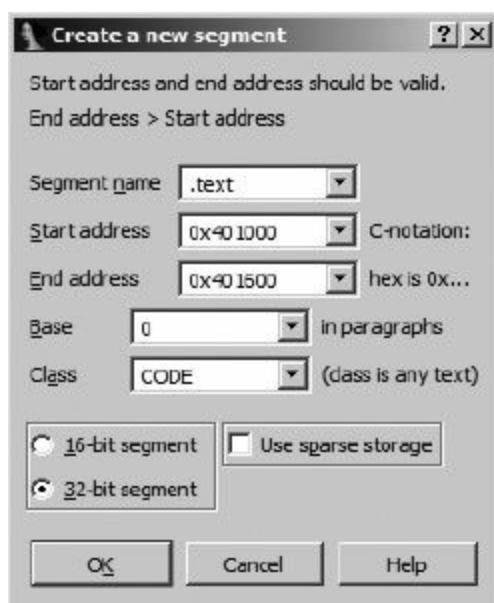 Create a new segment
Start address and end address should be valid.
End address > Start address
Segment name .text
Start address 0x401000 C-notation:
End address 0x401600 hex is 0x...
Base 0 in paragraphs
Class CODE (class is any text)
16-bit segment Use sparse storage
32-bit segment
OK Cancel Help